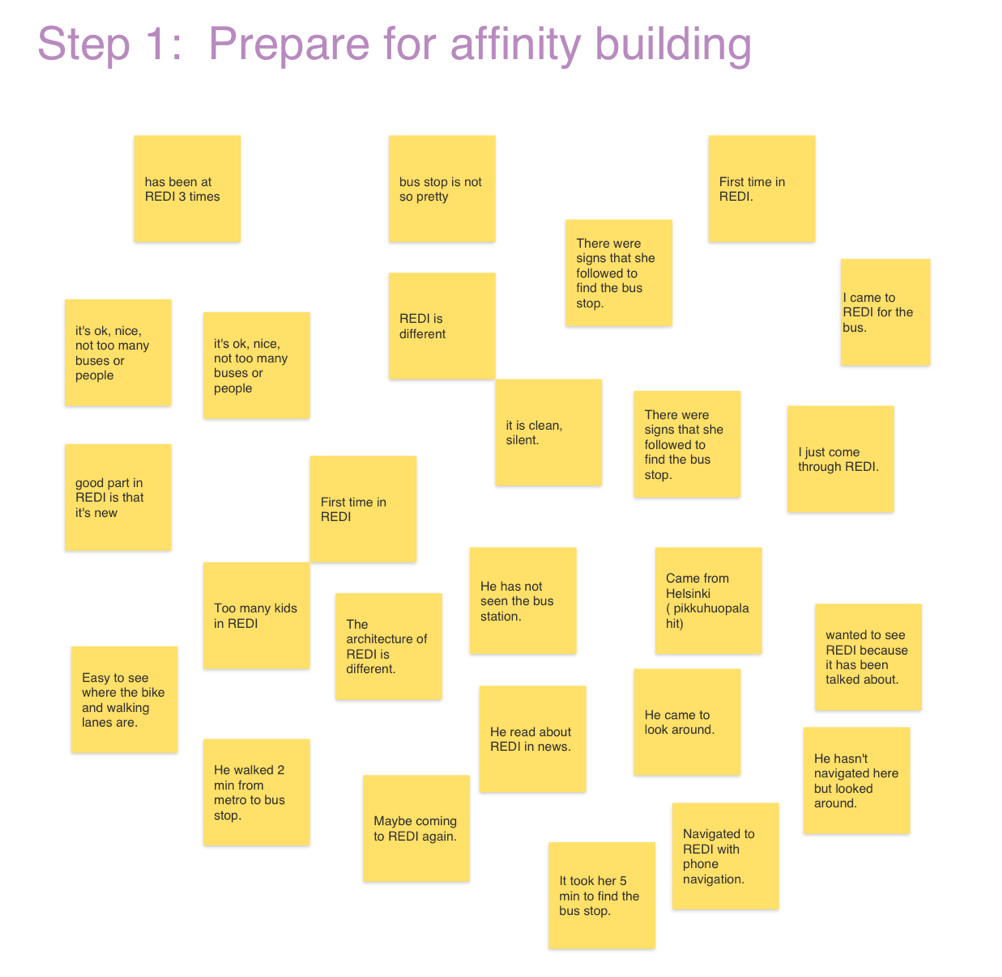 Step 1: Prepare for affinity building
has been at
REDI 3 times
bus stop is not
so pretty
First time in
REDI.
There were
signs that she
followed to
find the bus
stop.
I came to
REDI for the
bus.
REDI is
different
it's ok, nice,
not too many
buses or
people
it's ok, nice,
not too many
buses or
people
it is clean,
silent.
There were
signs that she
followed to
find the bus
stop.
I just come
through REDI.
good part in
REDI is that
it's new
First time in
REDI
He has not
seen the bus
station.
Came from
Helsinki
( pikkuhuopala
hit)
Too many kids
in REDI
The
architecture of
REDI is
different.
wanted to see
REDI because
it has been
talked about.
Easy to see
where the bike
and walking
lanes are.
He read about
REDI in news.
He came to
look around.
He hasn't
navigated here
but looked
around.
He walked 2
min from
metro to bus
stop.
Maybe coming
to REDI again.
Navigated to
REDI with
phone
navigation.
It took her 5
min to find the
bus stop.